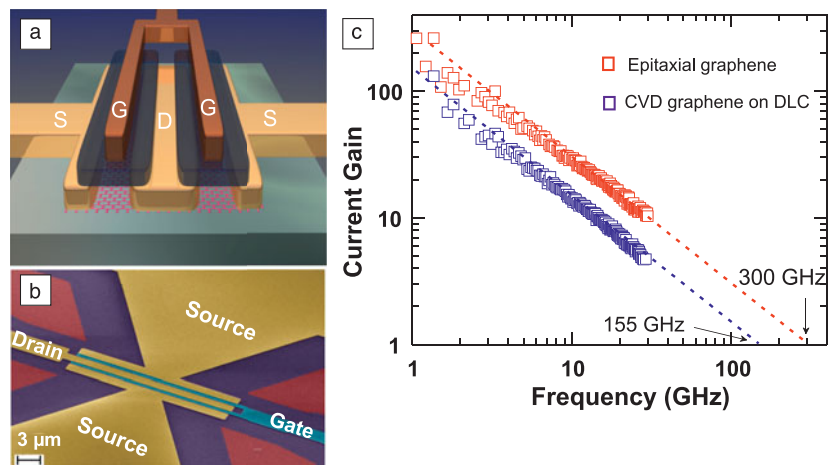 a
G
G
S
D
S
b
Source
Drain
Source
Gate
3 μm
c
Current Gain
100
10
1
Epitaxial graphene
CVD graphene on DLC
300 GHz
155 GHz
1
10
100
Frequency (GHz)